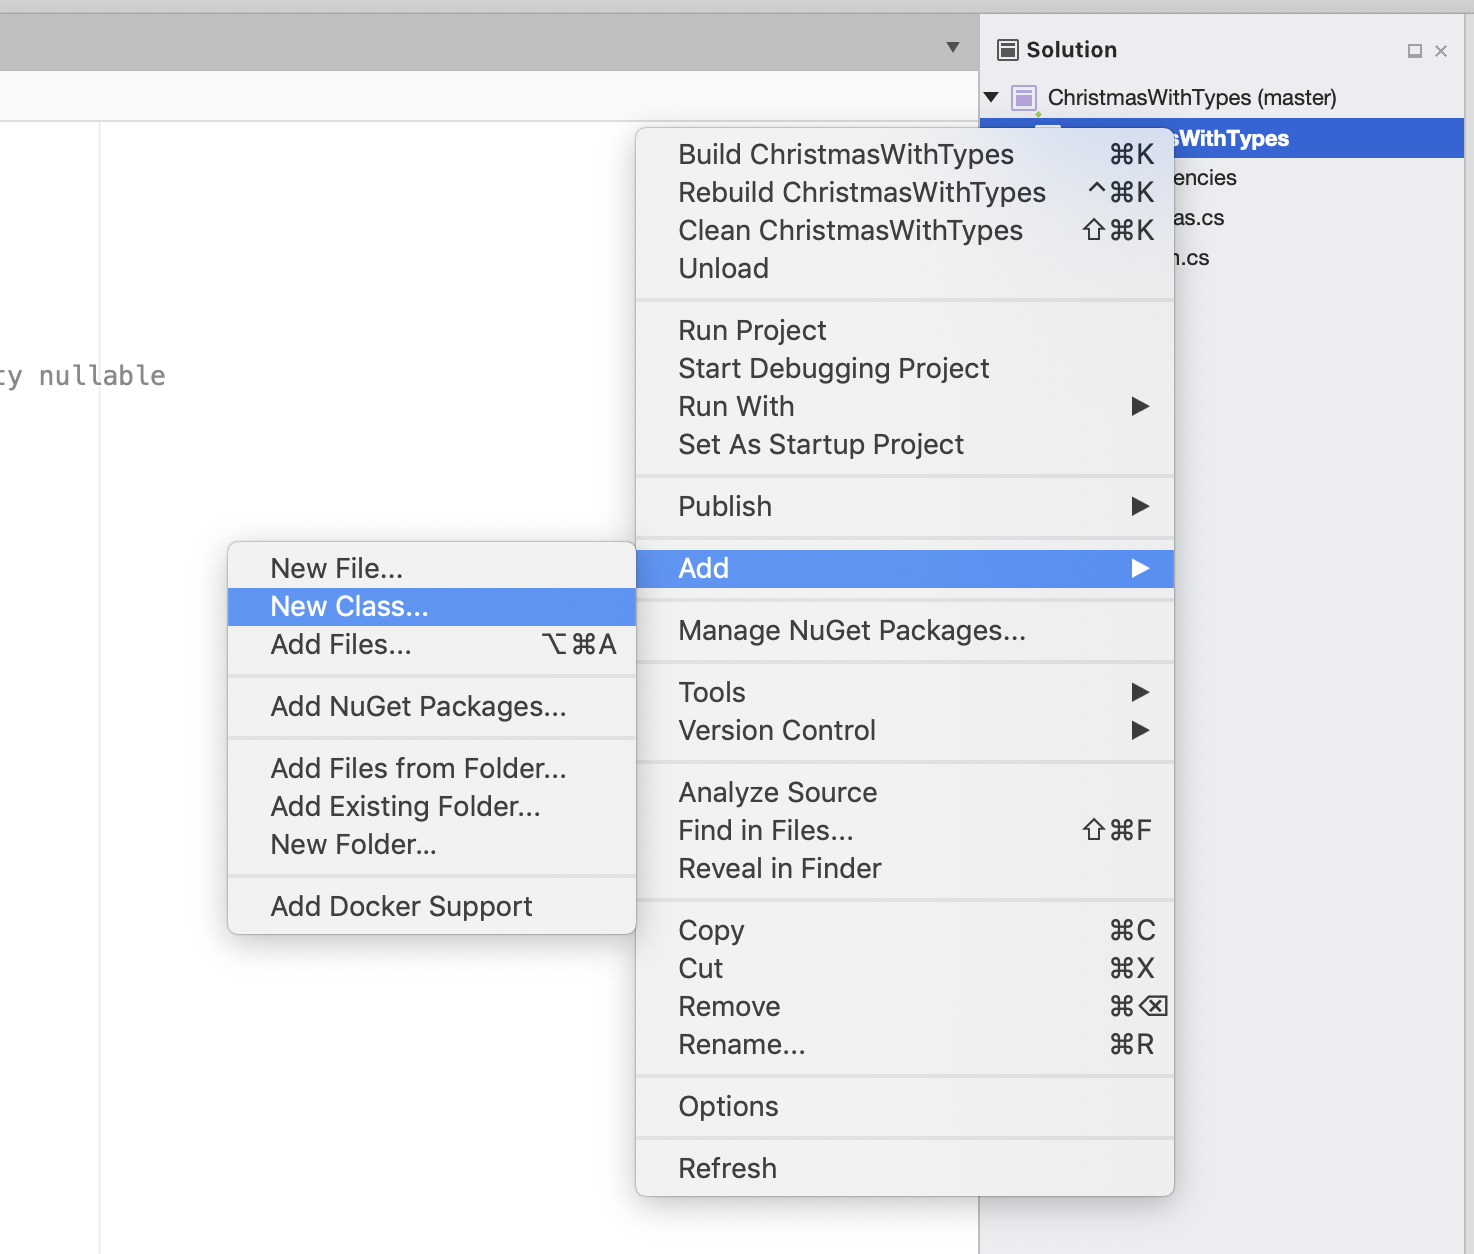 Solution
ChristmasWithTypes (master)
sWithTypes
encies
as.cs
.cs
ty nullable
Build ChristmasWithTypes ⌘K
Rebuild ChristmasWithTypes ^⌘K
Clean ChristmasWithTypes ⇧⌘K
Unload
Run Project
Start Debugging Project
Run With ▶
Set As Startup Project
Publish ▶
Add ▶
Manage NuGet Packages...
Tools ▶
Version Control ▶
Analyze Source
Find in Files... ⇧⌘F
Reveal in Finder
Copy ⌘C
Cut ⌘X
Remove ⌘⌫
Rename... ⌘R
Options
Refresh
New File...
New Class...
Add Files... ⌥⌘A
Add NuGet Packages...
Add Files from Folder...
Add Existing Folder...
New Folder...
Add Docker Support